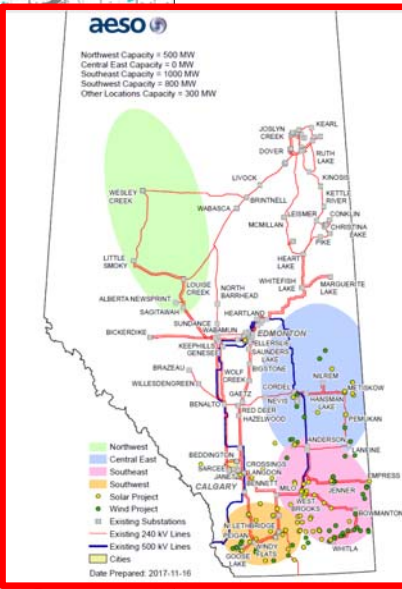 aeso
Northwest Capacity = 500 MW
Central East Capacity = 0 MW
Southeast Capacity = 1000 MW
Southwest Capacity = 800 MW
Other Locations Capacity = 300 MW
KEARL
JOSLYN
CREEK
DOVER
RUTH
LAKE
LIVOCK
KINOSIS
WESLEY
CREEK
BRINTNELL
KETTLE
RIVER
WABASCA
LEISMER
CONKLIN
MCMILLAN
CHRISTINA
LAKE
PIKE
LITTLE
SMOKY
HEART
LAKE
LOUISE
CREEK
WHITEFISH
LAKE
MARGUERITE
LAKE
ALBERTA NEWSPRINT
NORTH
BARRHEAD
SAGITAWAH
HEARTLAND
SUNDANCE
BICKERDIKE
WABAMUN
EDMONTON
KEEPHILLS
ELLERSLIE
GENESEE
SAUNDERS
LAKE
BRAZEAU
WOLF
CREEK
BIGSTONE
NILREM
WILLESDENGREEN
CORDEL
METISKOW
GAETZ
NEVIS
HANSMAN
LAKE
BENALTO
RED DEER
PEMUKAN
HAZELWOOD
ANDERSON
LANFINE
Northwest
Central East
Southeast
Southwest
Solar Project
Wind Project
Existing Substations
Existing 240 kV Lines
Existing 500 kV Lines
Cities
BEDDINGTON
CROSSINGS
EMPRESS
SARCEE
LANGDON
JANET
BENNETT
JENNER
CALGARY
MILO
WEST
BROOKS
BOWMANTON
N LETHBRIDGE
PEIGAN
WHITLA
GOOSE
LAKE
WINDY
FLATS
Date Prepared: 2017-11-16